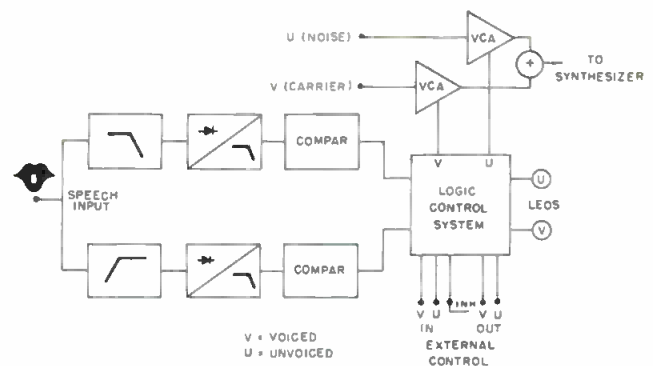 U (NOISE)
VCA
TO
SYNTHESIZER
+
V (CARRIER)
VCA
COMPAR
V U
SPEECH
INPUT
LOGIC
CONTROL
SYSTEM
U
LEDS
V
COMPAR
INH
V U V U
IN OUT
EXTERNAL
CONTROL
V = VOICED
U = UNVOICED